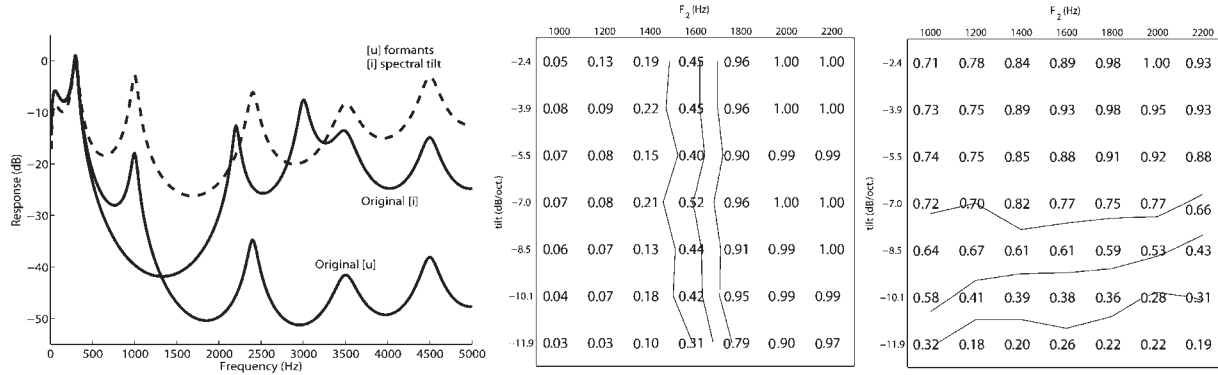 [u] formants
[i] spectral tilt
Original [i]
Original [u]
Response (dB)
0
−10
−20
−30
−40
−50
0 500 1000 1500 2000 2500 3000 3500 4000 4500 5000
Frequency (Hz)
F2 (Hz)
1000 1200 1400 1600 1800 2000 2200
tilt (dB/oct.)
−2.4 0.05 0.13 0.19 0.45 0.96 1.00 1.00
−3.9 0.08 0.09 0.22 0.45 0.96 1.00 1.00
−5.5 0.07 0.08 0.15 0.40 0.90 0.99 0.99
−7.0 0.07 0.08 0.21 0.52 0.96 1.00 1.00
−8.5 0.06 0.07 0.13 0.44 0.91 0.99 1.00
−10.1 0.04 0.07 0.18 0.42 0.95 0.99 0.99
−11.9 0.03 0.03 0.10 0.31 0.79 0.90 0.97
F2 (Hz)
1000 1200 1400 1600 1800 2000 2200
tilt (dB/oct.)
−2.4 0.71 0.78 0.84 0.89 0.98 1.00 0.93
−3.9 0.73 0.75 0.89 0.93 0.98 0.95 0.93
−5.5 0.74 0.75 0.85 0.88 0.91 0.92 0.88
−7.0 0.72 0.70 0.82 0.77 0.75 0.77 0.66
−8.5 0.64 0.67 0.61 0.61 0.59 0.53 0.43
−10.1 0.58 0.41 0.39 0.38 0.36 0.28 0.31
−11.9 0.32 0.18 0.20 0.26 0.22 0.22 0.19